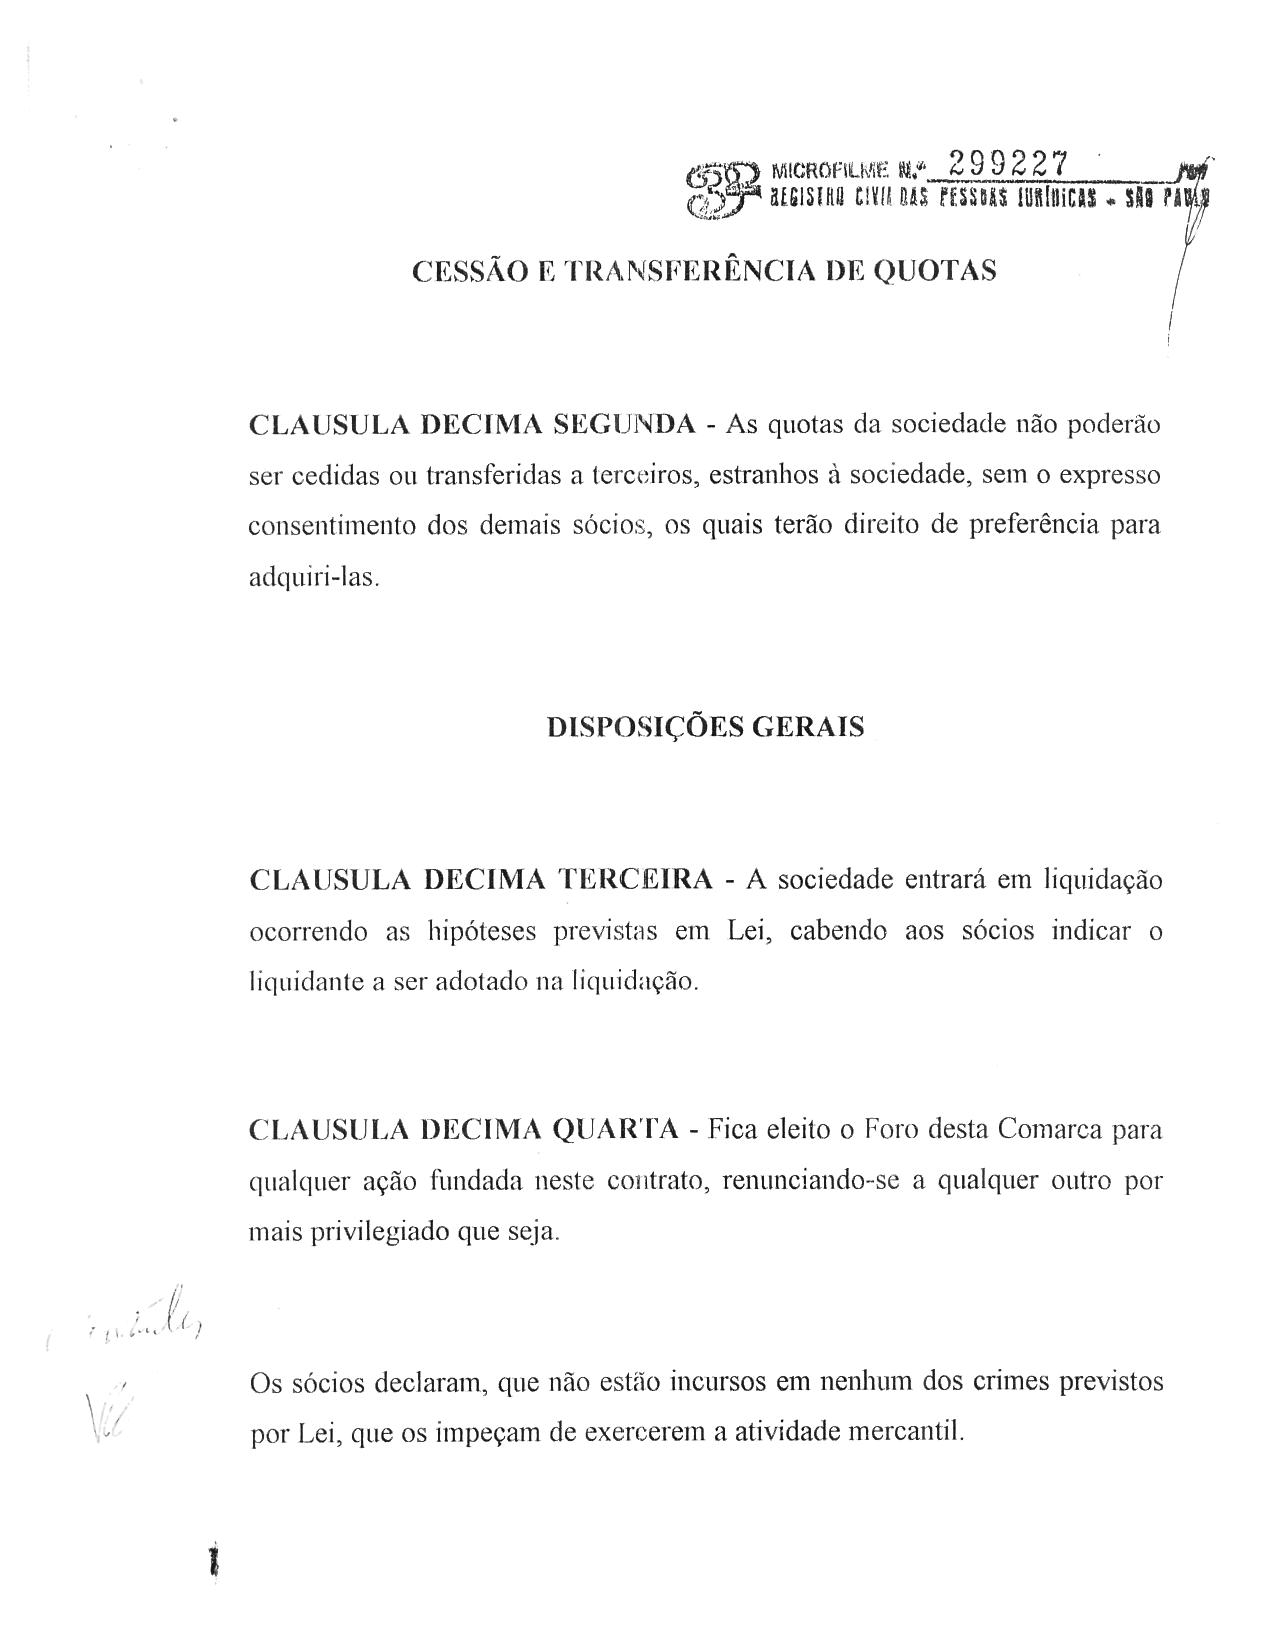 MICROFILME N.º 299227
REGISTRO CIVIL DAS PESSOAS JURÍDICAS - SÃO PAULO
CESSÃO E TRANSFERÊNCIA DE QUOTAS
CLAUSULA DECIMA SEGUNDA - As quotas da sociedade não poderão
ser cedidas ou transferidas a terceiros, estranhos à sociedade, sem o expresso
consentimento dos demais sócios, os quais terão direito de preferência para
adquiri-las.
DISPOSIÇÕES GERAIS
CLAUSULA DECIMA TERCEIRA - A sociedade entrará em liquidação
ocorrendo as hipóteses previstas em Lei, cabendo aos sócios indicar o
liquidante a ser adotado na liquidação.
CLAUSULA DECIMA QUARTA - Fica eleito o Foro desta Comarca para
qualquer ação fundada neste contrato, renunciando-se a qualquer outro por
mais privilegiado que seja.
Os sócios declaram, que não estão incursos em nenhum dos crimes previstos
por Lei, que os impeçam de exercerem a atividade mercantil.